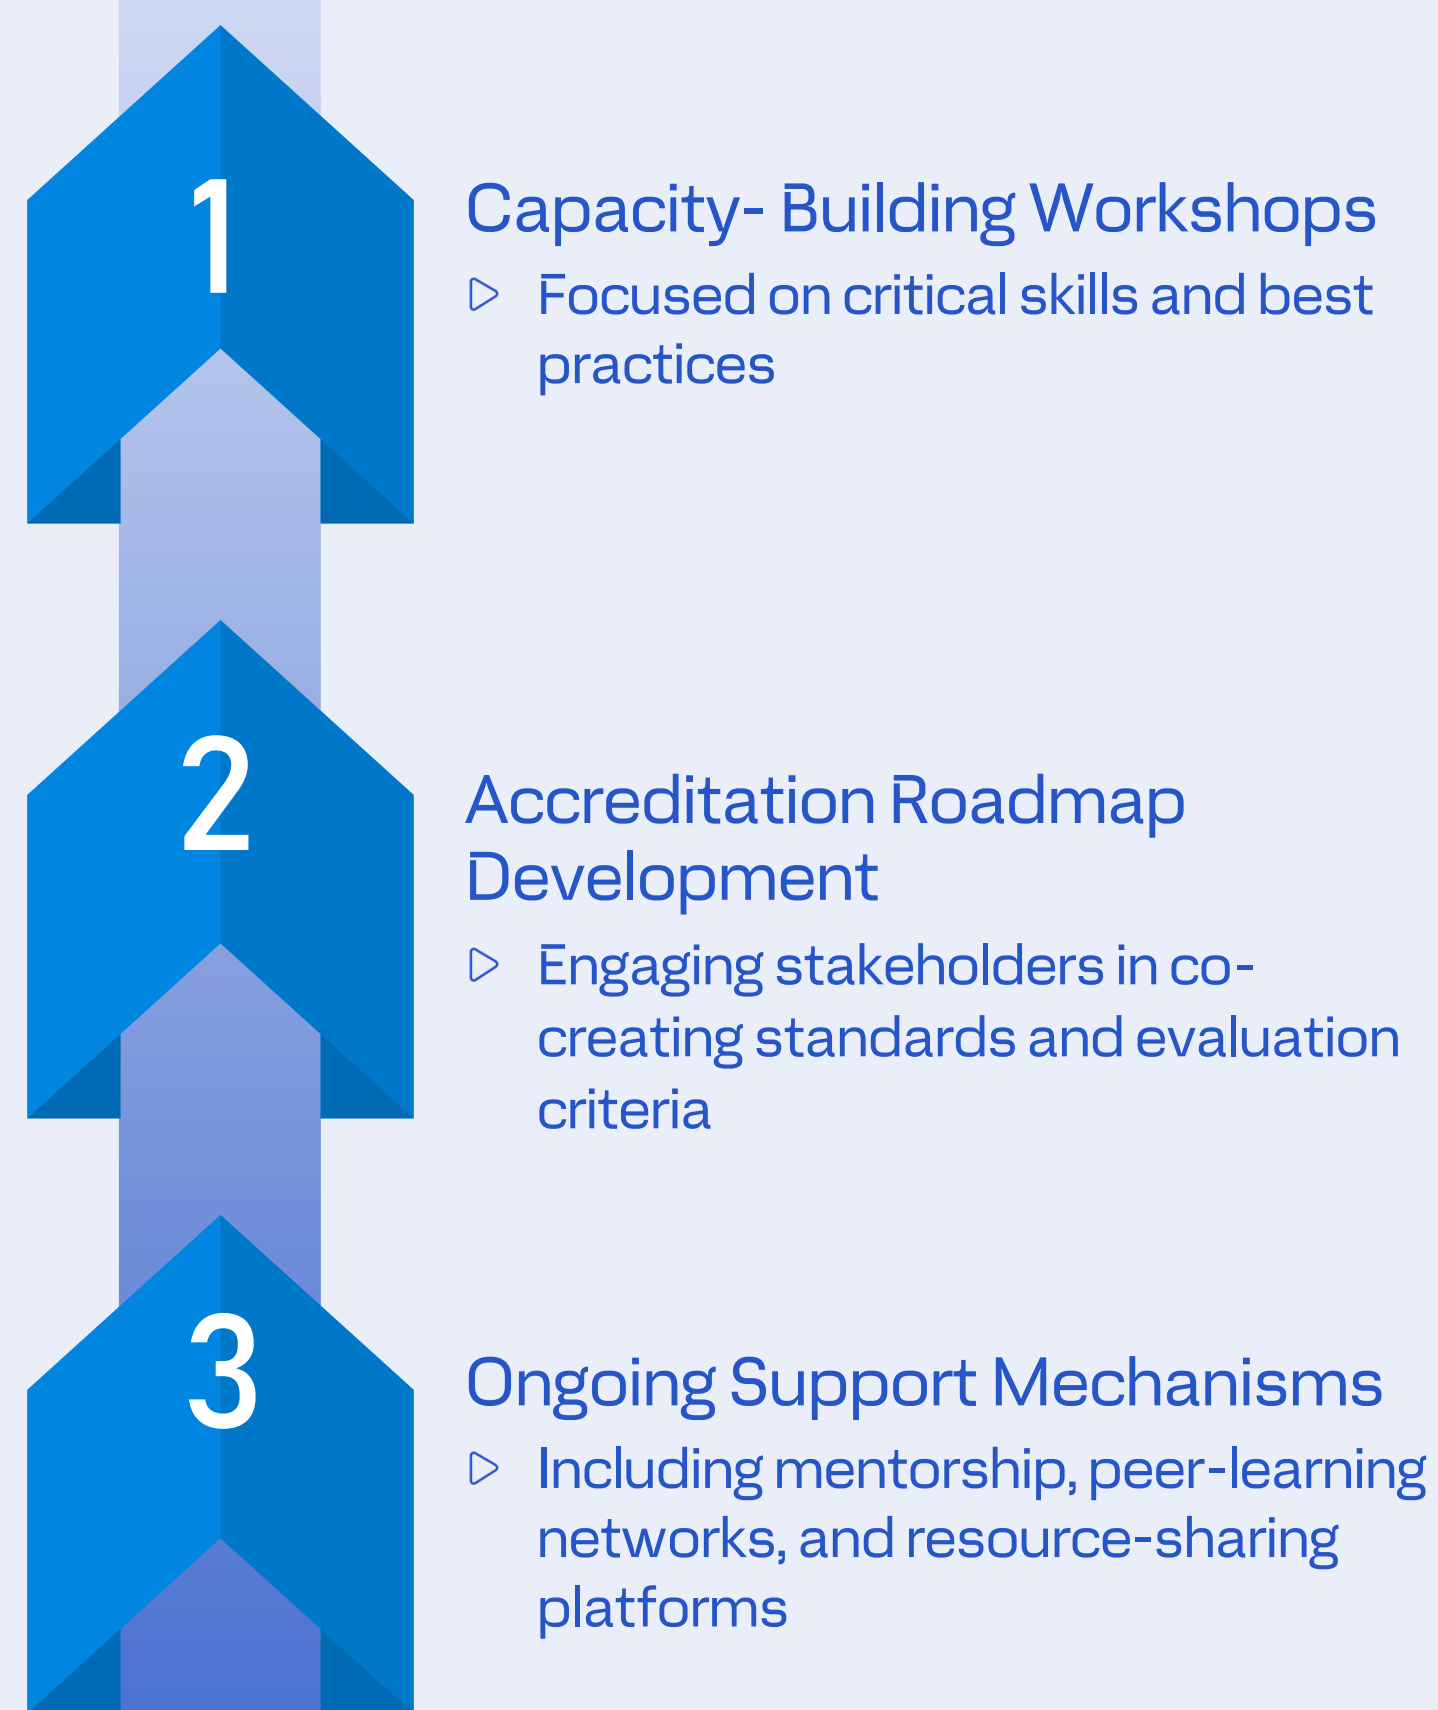 1
Capacity- Building Workshops
Focused on critical skills and best
practices
2
Accreditation Roadmap
Development
Engaging stakeholders in co-
creating standards and evaluation
criteria
3
Ongoing Support Mechanisms
Including mentorship, peer-learning
networks, and resource-sharing
platforms